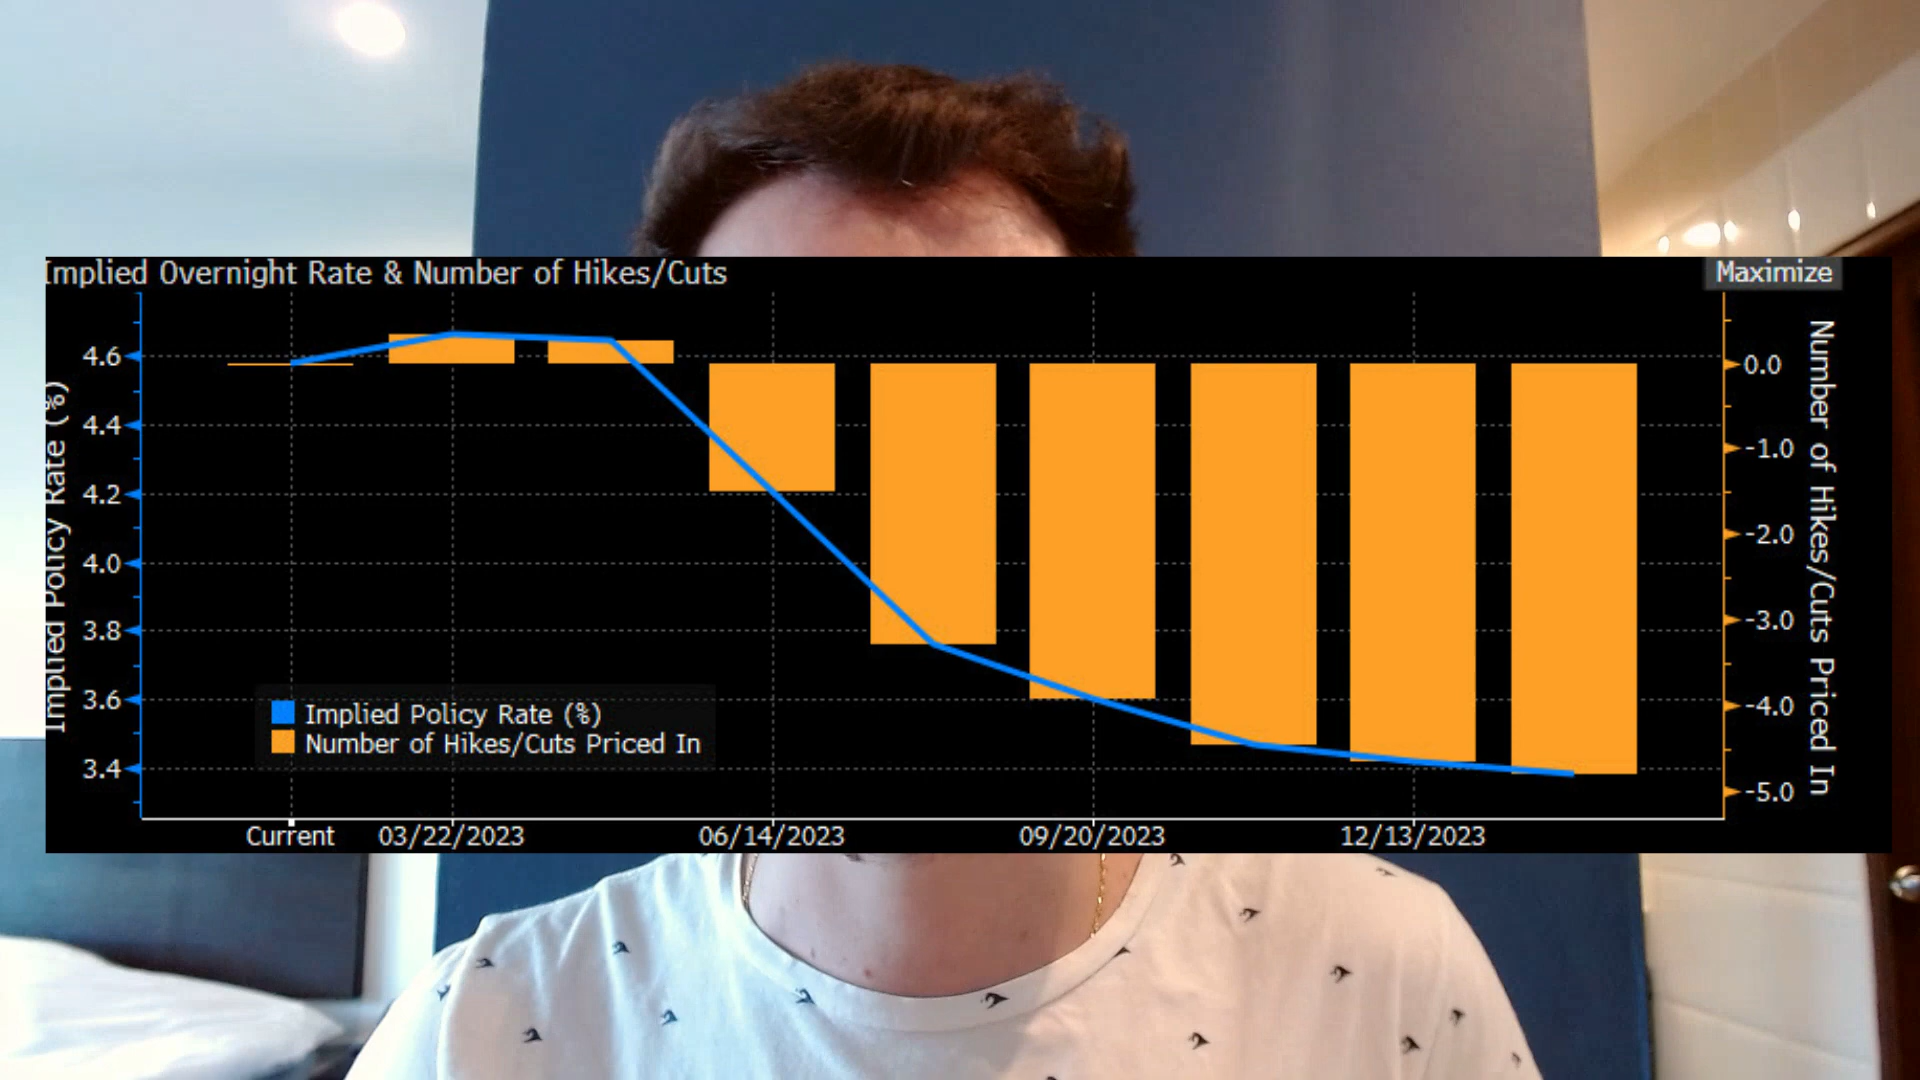 Implied Overnight Rate & Number of Hikes/Cuts
Maximize
Implied Policy Rate (%)
4.6
4.4
4.2
4.0
3.8
3.6
3.4
Implied Policy Rate (%)
Number of Hikes/Cuts Priced In
Current
03/22/2023
06/14/2023
09/20/2023
12/13/2023
0.0
-1.0
-2.0
-3.0
-4.0
-5.0
Number of Hikes/Cuts Priced In